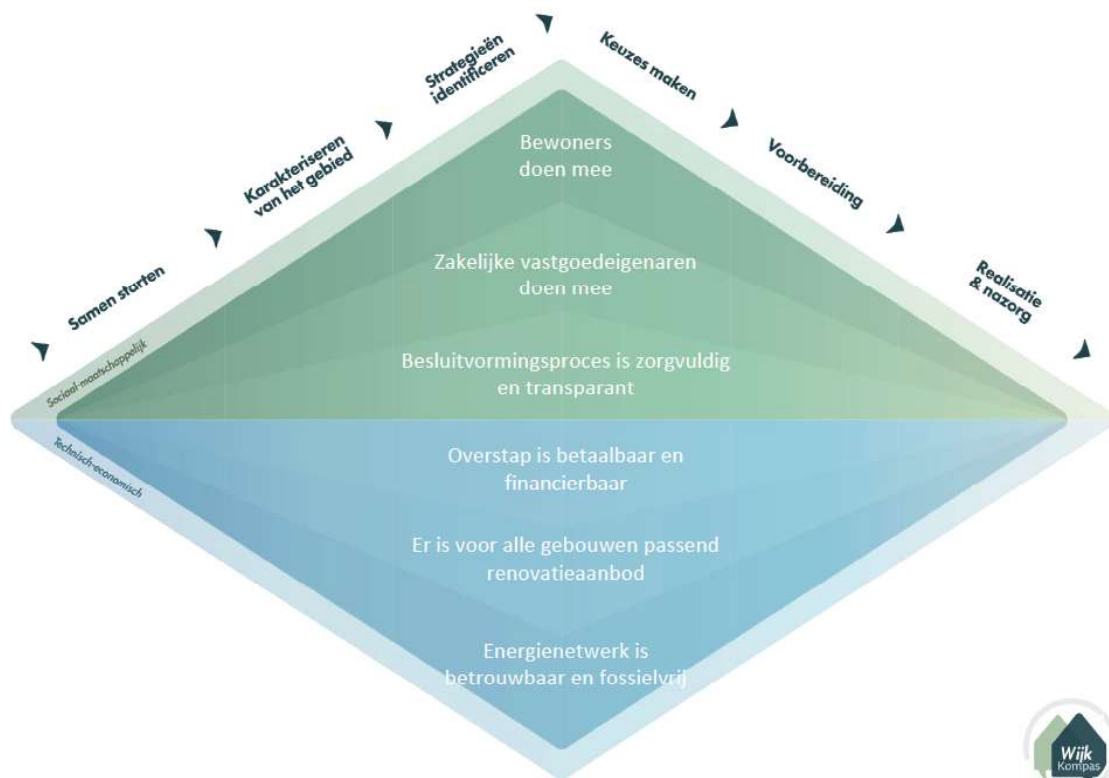 Samen starten
Karakteriseren
van het gebied
Strategieën
identificeren
Keuzes maken
Voorbereiding
Realisatie
& nazorg
Bewoners
doen mee
Zakelijke vastgoedeigenaren
doen mee
Besluitvormingsproces is zorgvuldig
en transparant
Sociaal-maatschappelijk
Technisch-economisch
Overstap is betaalbaar en
financierbaar
Er is voor alle gebouwen passend
renovatieaanbod
Energienetwerk is
betrouwbaar en fossielvrij
Wijk
Kompas